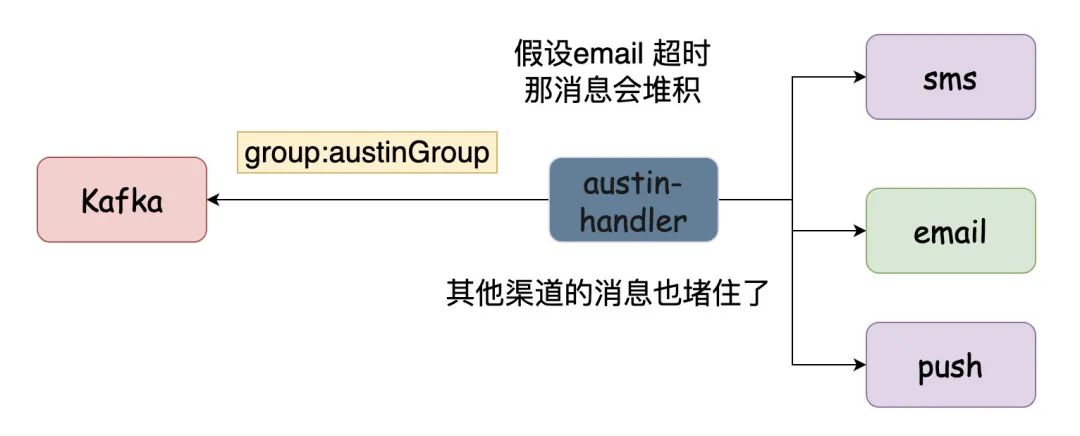 假设email 超时
那消息会堆积
sms
group:austinGroup
Kafka
austin-
handler
email
其他渠道的消息也堵住了
push